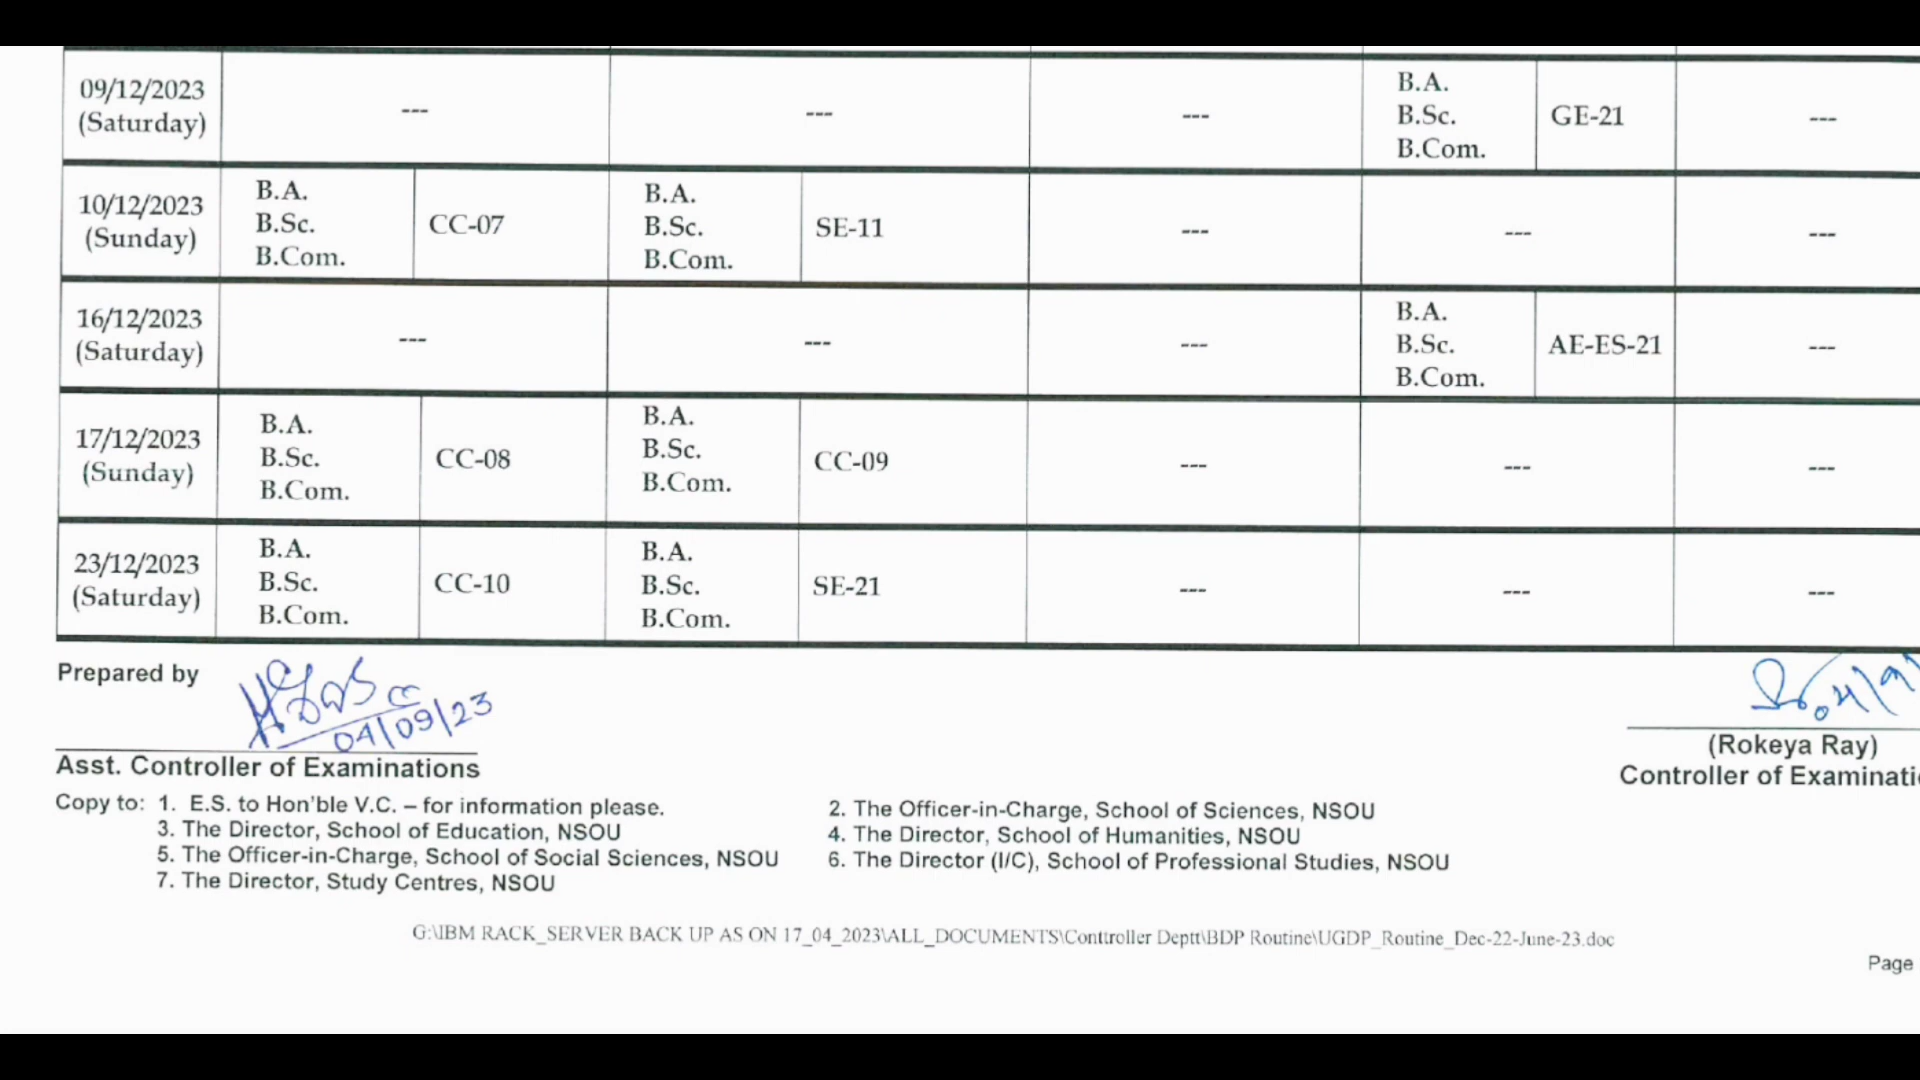 09/12/2023
(Saturday)
---
---
---
B.A.
B.Sc.
B.Com.
GE-21
---
10/12/2023
(Sunday)
B.A.
B.Sc.
B.Com.
CC-07
B.A.
B.Sc.
B.Com.
SE-11
---
---
---
16/12/2023
(Saturday)
---
---
---
B.A.
B.Sc.
B.Com.
AE-ES-21
---
17/12/2023
(Sunday)
B.A.
B.Sc.
B.Com.
CC-08
B.A.
B.Sc.
B.Com.
CC-09
---
---
---
23/12/2023
(Saturday)
B.A.
B.Sc.
B.Com.
CC-10
B.A.
B.Sc.
B.Com.
SE-21
---
---
---
Prepared by
04/09/23
Asst. Controller of Examinations
(Rokeya Ray)
Controller of Examinati
Copy to: 1. E.S. to Hon'ble V.C. – for information please.
2. The Officer-in-Charge, School of Sciences, NSOU
3. The Director, School of Education, NSOU
4. The Director, School of Humanities, NSOU
5. The Officer-in-Charge, School of Social Sciences, NSOU
6. The Director (I/C), School of Professional Studies, NSOU
7. The Director, Study Centres, NSOU
G:\IBM RACK_SERVER BACK UP AS ON 17_04_2023\ALL_DOCUMENTS\Conttroller Deptt\BDP Routine\UGDP_Routine_Dec-22-June-23.doc
Page